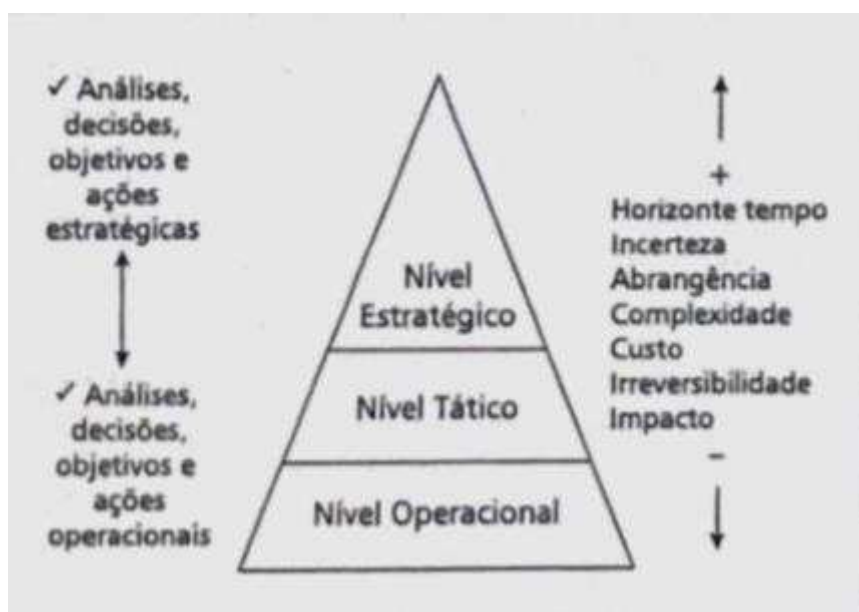 ✓ Análises,
decisões,
objetivos e
ações
estratégicas
✓ Análises,
decisões,
objetivos e
ações
operacionais
Nível
Estratégico
Nível Tático
Nível Operacional
+
Horizonte tempo
Incerteza
Abrangência
Complexidade
Custo
Irreversibilidade
Impacto
–